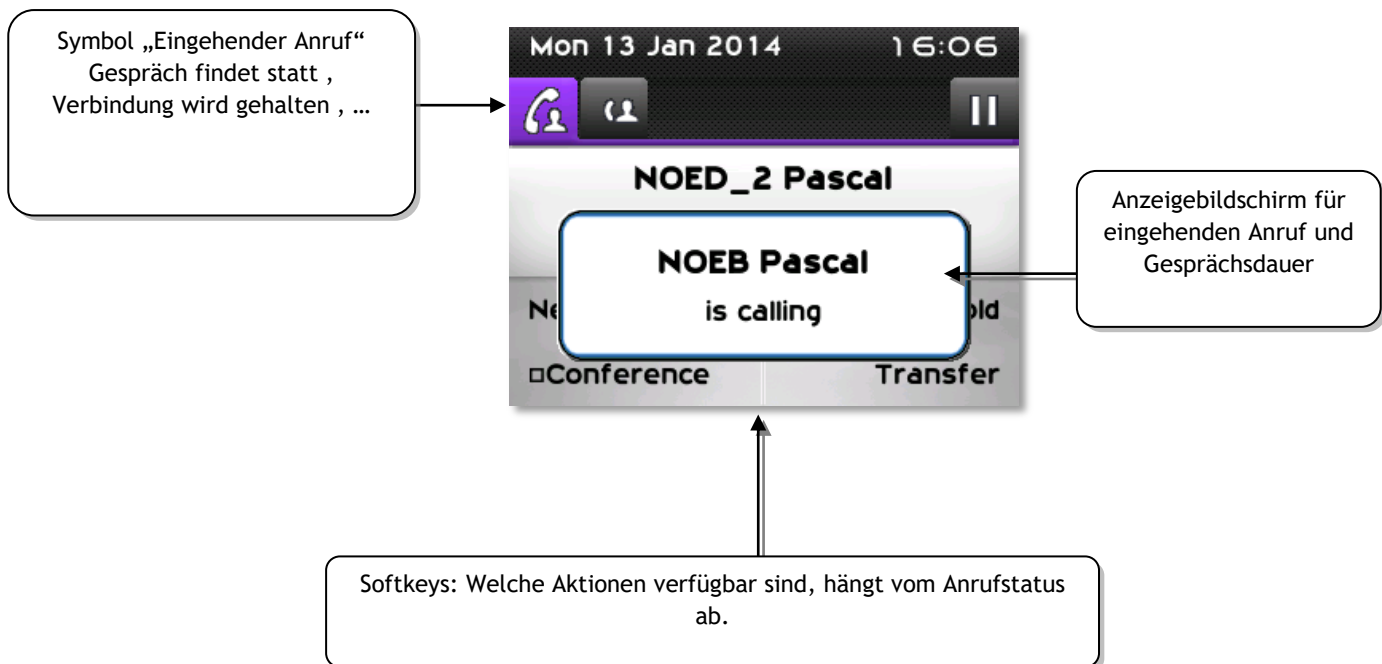 Symbol „Eingehender Anruf“
Gespräch findet statt ,
Verbindung wird gehalten , …
Mon 13 Jan 2014 16:06
NOED_2 Pascal
NOEB Pascal
is calling
Conference Transfer
Anzeigebildschirm für
eingehenden Anruf und
Gesprächsdauer
Softkeys: Welche Aktionen verfügbar sind, hängt vom Anrufstatus
ab.